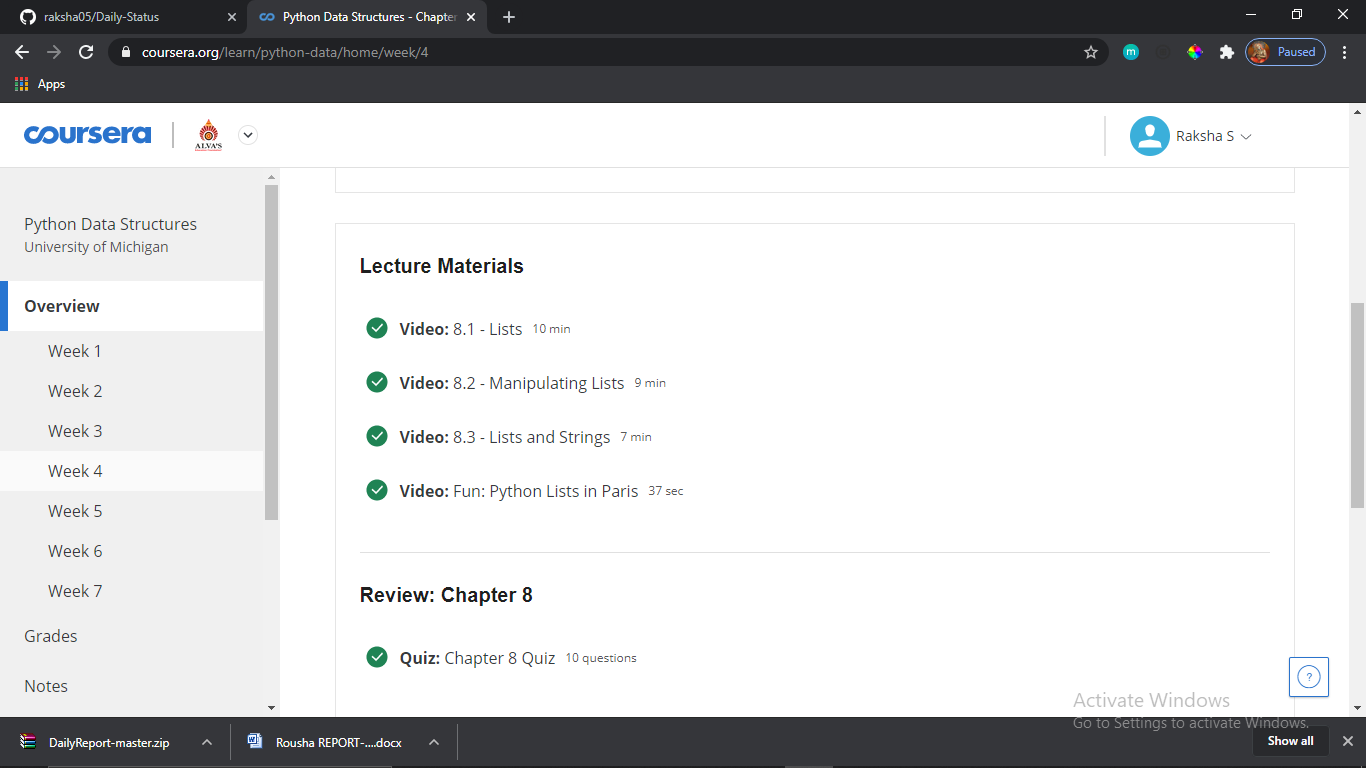 raksha05/Daily-Status
Python Data Structures - Chapter
coursera.org/learn/python-data/home/week/4
m
Paused
Apps
coursera
ALVA'S
Raksha S
Python Data Structures
University of Michigan
Overview
Week 1
Week 2
Week 3
Week 4
Week 5
Week 6
Week 7
Grades
Notes
Lecture Materials
Video: 8.1 - Lists 10 min
Video: 8.2 - Manipulating Lists 9 min
Video: 8.3 - Lists and Strings 7 min
Video: Fun: Python Lists in Paris 37 sec
Review: Chapter 8
Quiz: Chapter 8 Quiz 10 questions
?
Activate Windows
Go to Settings to activate Windows.
DailyReport-master.zip
Rousha REPORT-....docx
Show all